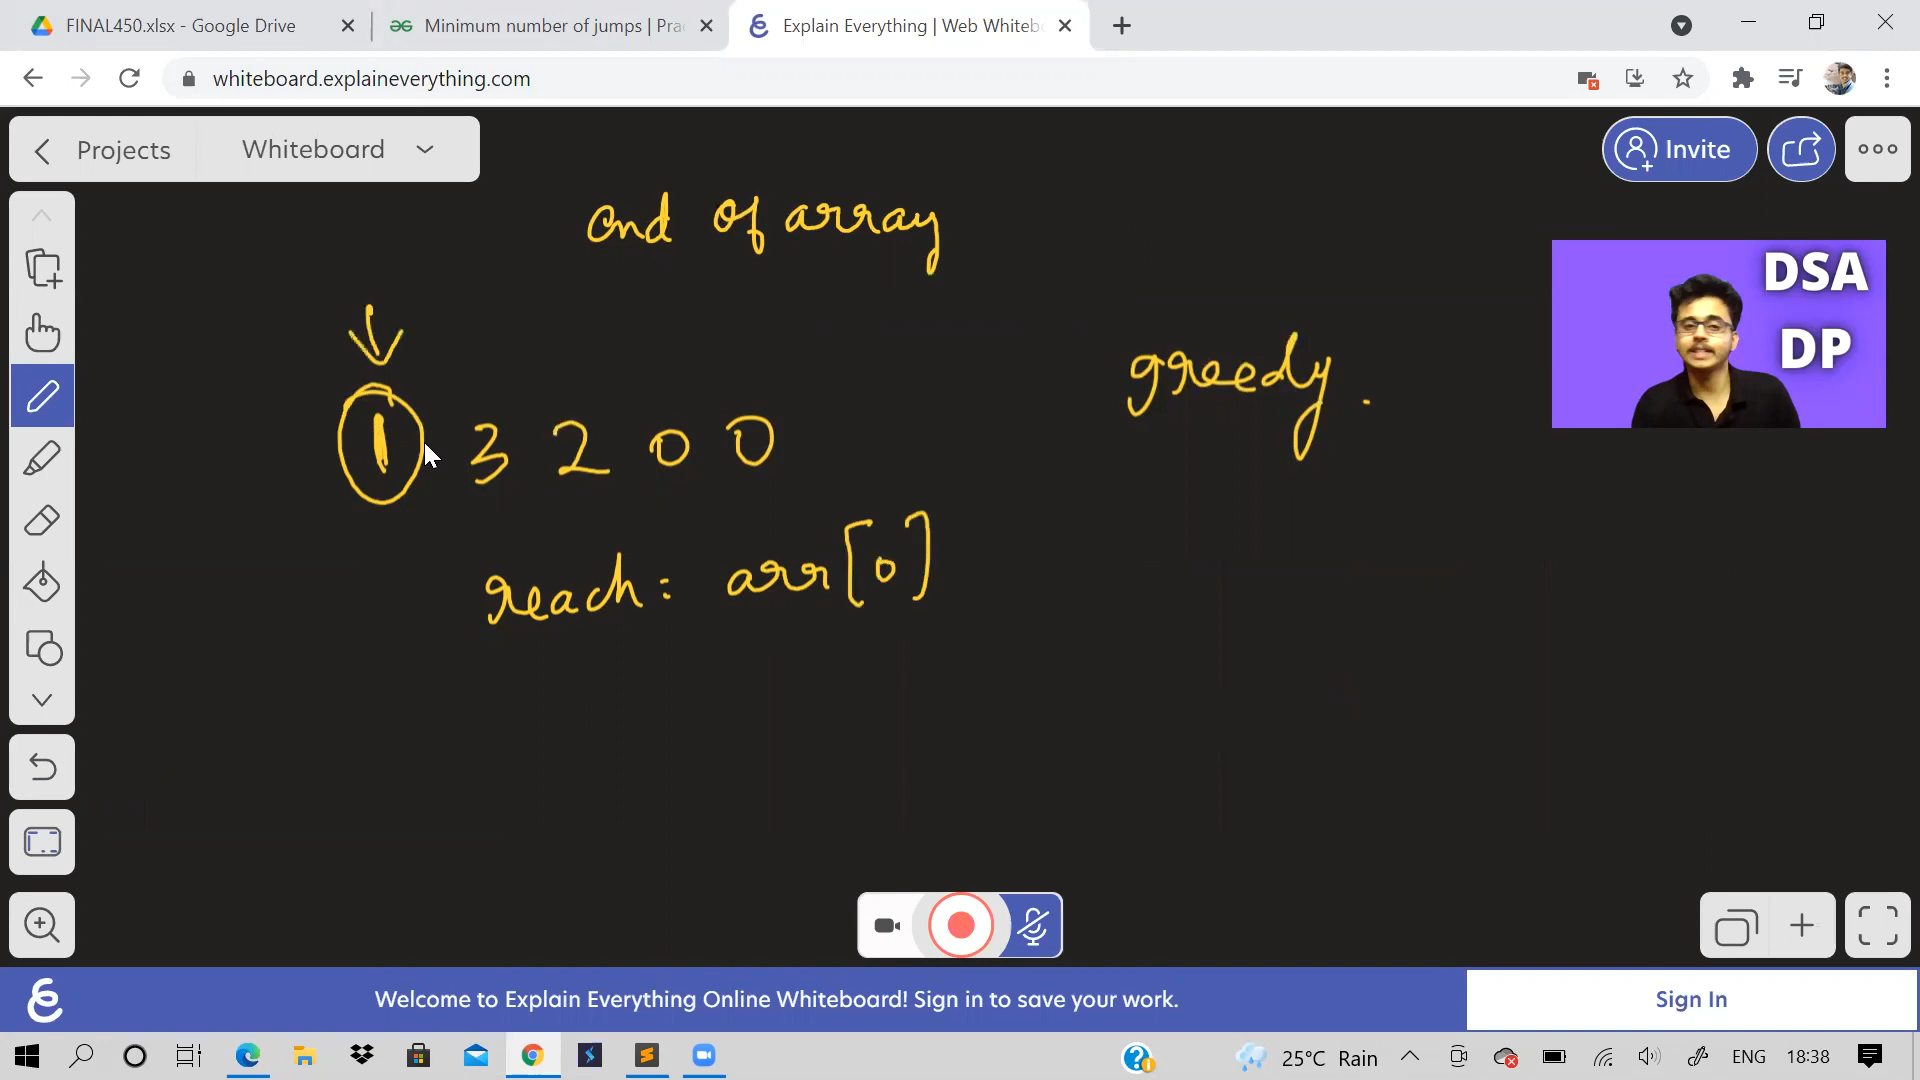 FINAL450.xlsx - Google Drive
Minimum number of jumps | Prac
Explain Everything | Web Whiteb
whiteboard.explaineverything.com
Projects
Whiteboard
Invite
end of array
DSA
DP
greedy.
1 3 2 0 0
reach: arr[0]
Welcome to Explain Everything Online Whiteboard! Sign in to save your work.
Sign In
25°C Rain
ENG
18:38